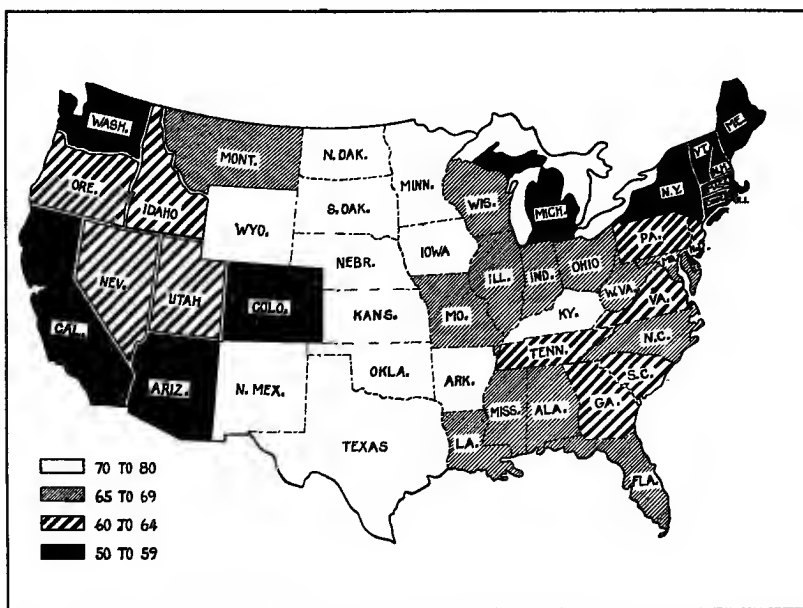 WASH.
ME.
MONT.
N. DAK.
VT.
MINN.
ORE.
IDAHO
S. DAK.
WIS.
N.Y.
MICH.
WYO.
PA.
IOWA
NEBR.
NEV.
OHIO
ILL.
IND.
UTAH
COLO.
W.VA.
VA.
KANS.
MO.
KY.
CAL.
N.C.
TENN.
OKLA.
ARK.
S.C.
ARIZ.
N. MEX.
MISS.
ALA.
GA.
TEXAS
LA.
FLA.
70 TO 80
65 TO 69
60 TO 64
50 TO 59